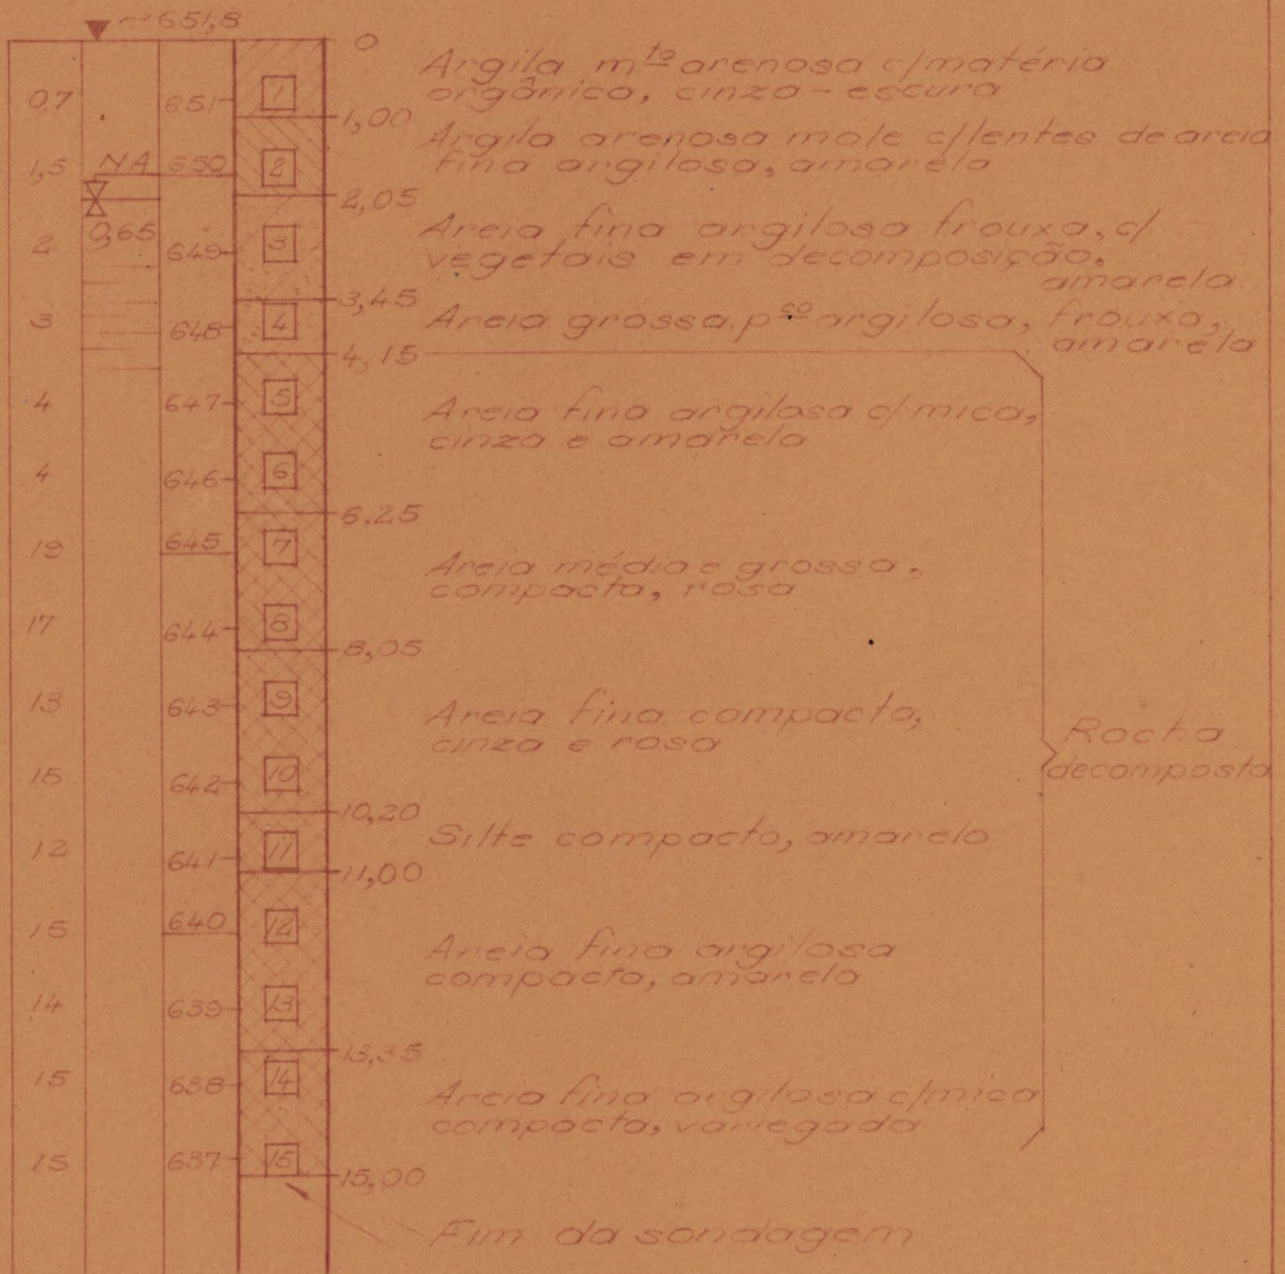 ~651,8
0
Argila mto arenosa c/matéria
orgânica, cinza-escura
07
651
1
1,00
Argila arenosa mole c/lentes de areia
fina argilosa, amarela
1,5
NA
650
2
2,05
Areia fina argilosa frouxa, c/
vegetais em decomposição,
amarela
2
0,65
649
3
3,45
Areia grossa, pco argilosa, frouxa,
amarela
3
648
4
4,15
4
647
5
Areia fina argilosa c/ mica,
cinza e amarela
4
646
6
6.25
19
645
7
Areia média e grossa,
compacta, rosa
17
644
8
8,05
13
643
9
Areia fina compacta,
cinza e rosa
Rocha
decomposta
15
642
10
10,20
Silte compacto, amarelo
12
641
11
11,00
15
640
12
Areia fina argilosa
compacta, amarela
14
639
13
13,35
15
638
14
Areia fina argilosa c/mica
compacta, variegada
15
637
15
15,00
Fim da sondagem